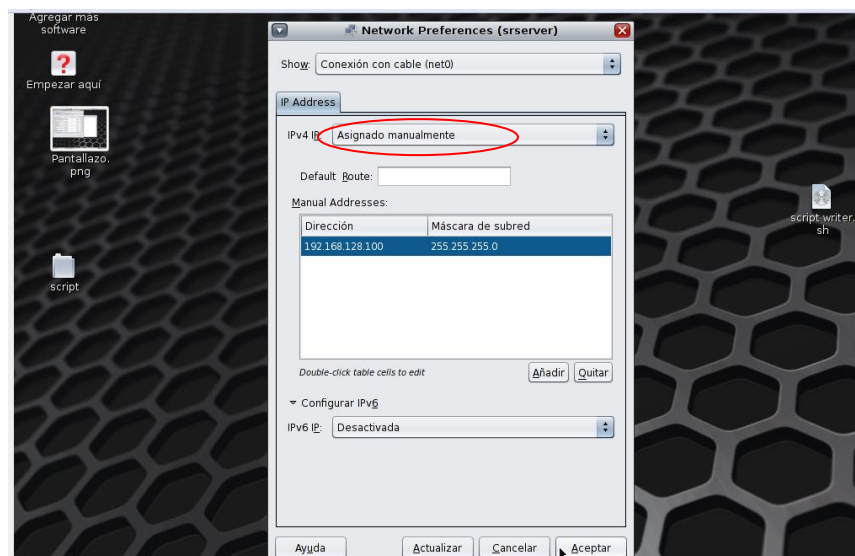 Agregar más
software
Empezar aquí
Pantallazo.
png
script
script writer.
sh
Network Preferences (srserver)
Show: Conexión con cable (net0)
IP Address
IPv4 IP: Asignado manualmente
Default Route:
Manual Addresses:
Dirección Máscara de subred
192.168.128.100 255.255.255.0
Double-click table cells to edit Añadir Quitar
Configurar IPv6
IPv6 IP: Desactivada
Ayuda Actualizar Cancelar Aceptar